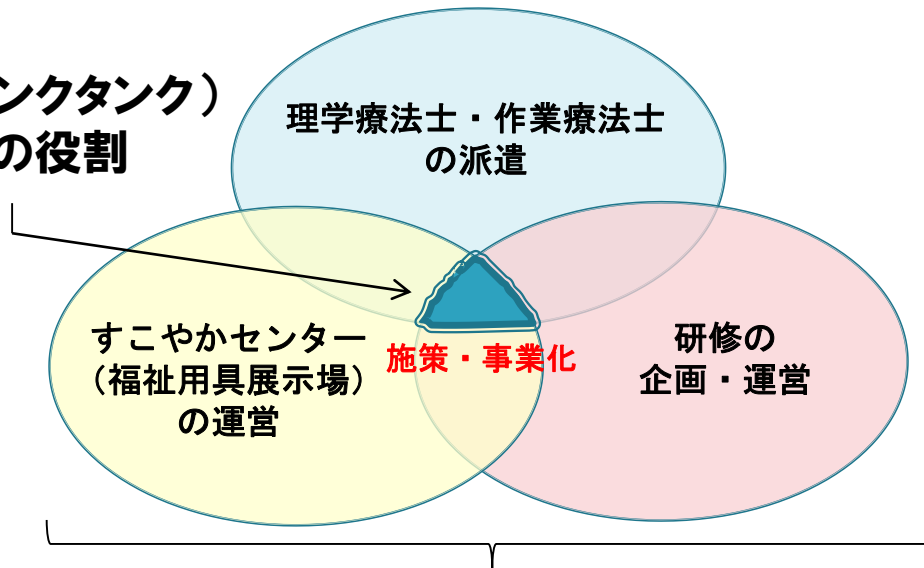 ンクタンク）
の役割
理学療法士・作業療法士
の派遣
すこやかセンター
（福祉用具展示場）
の運営
施策・事業化
研修の
企画・運営